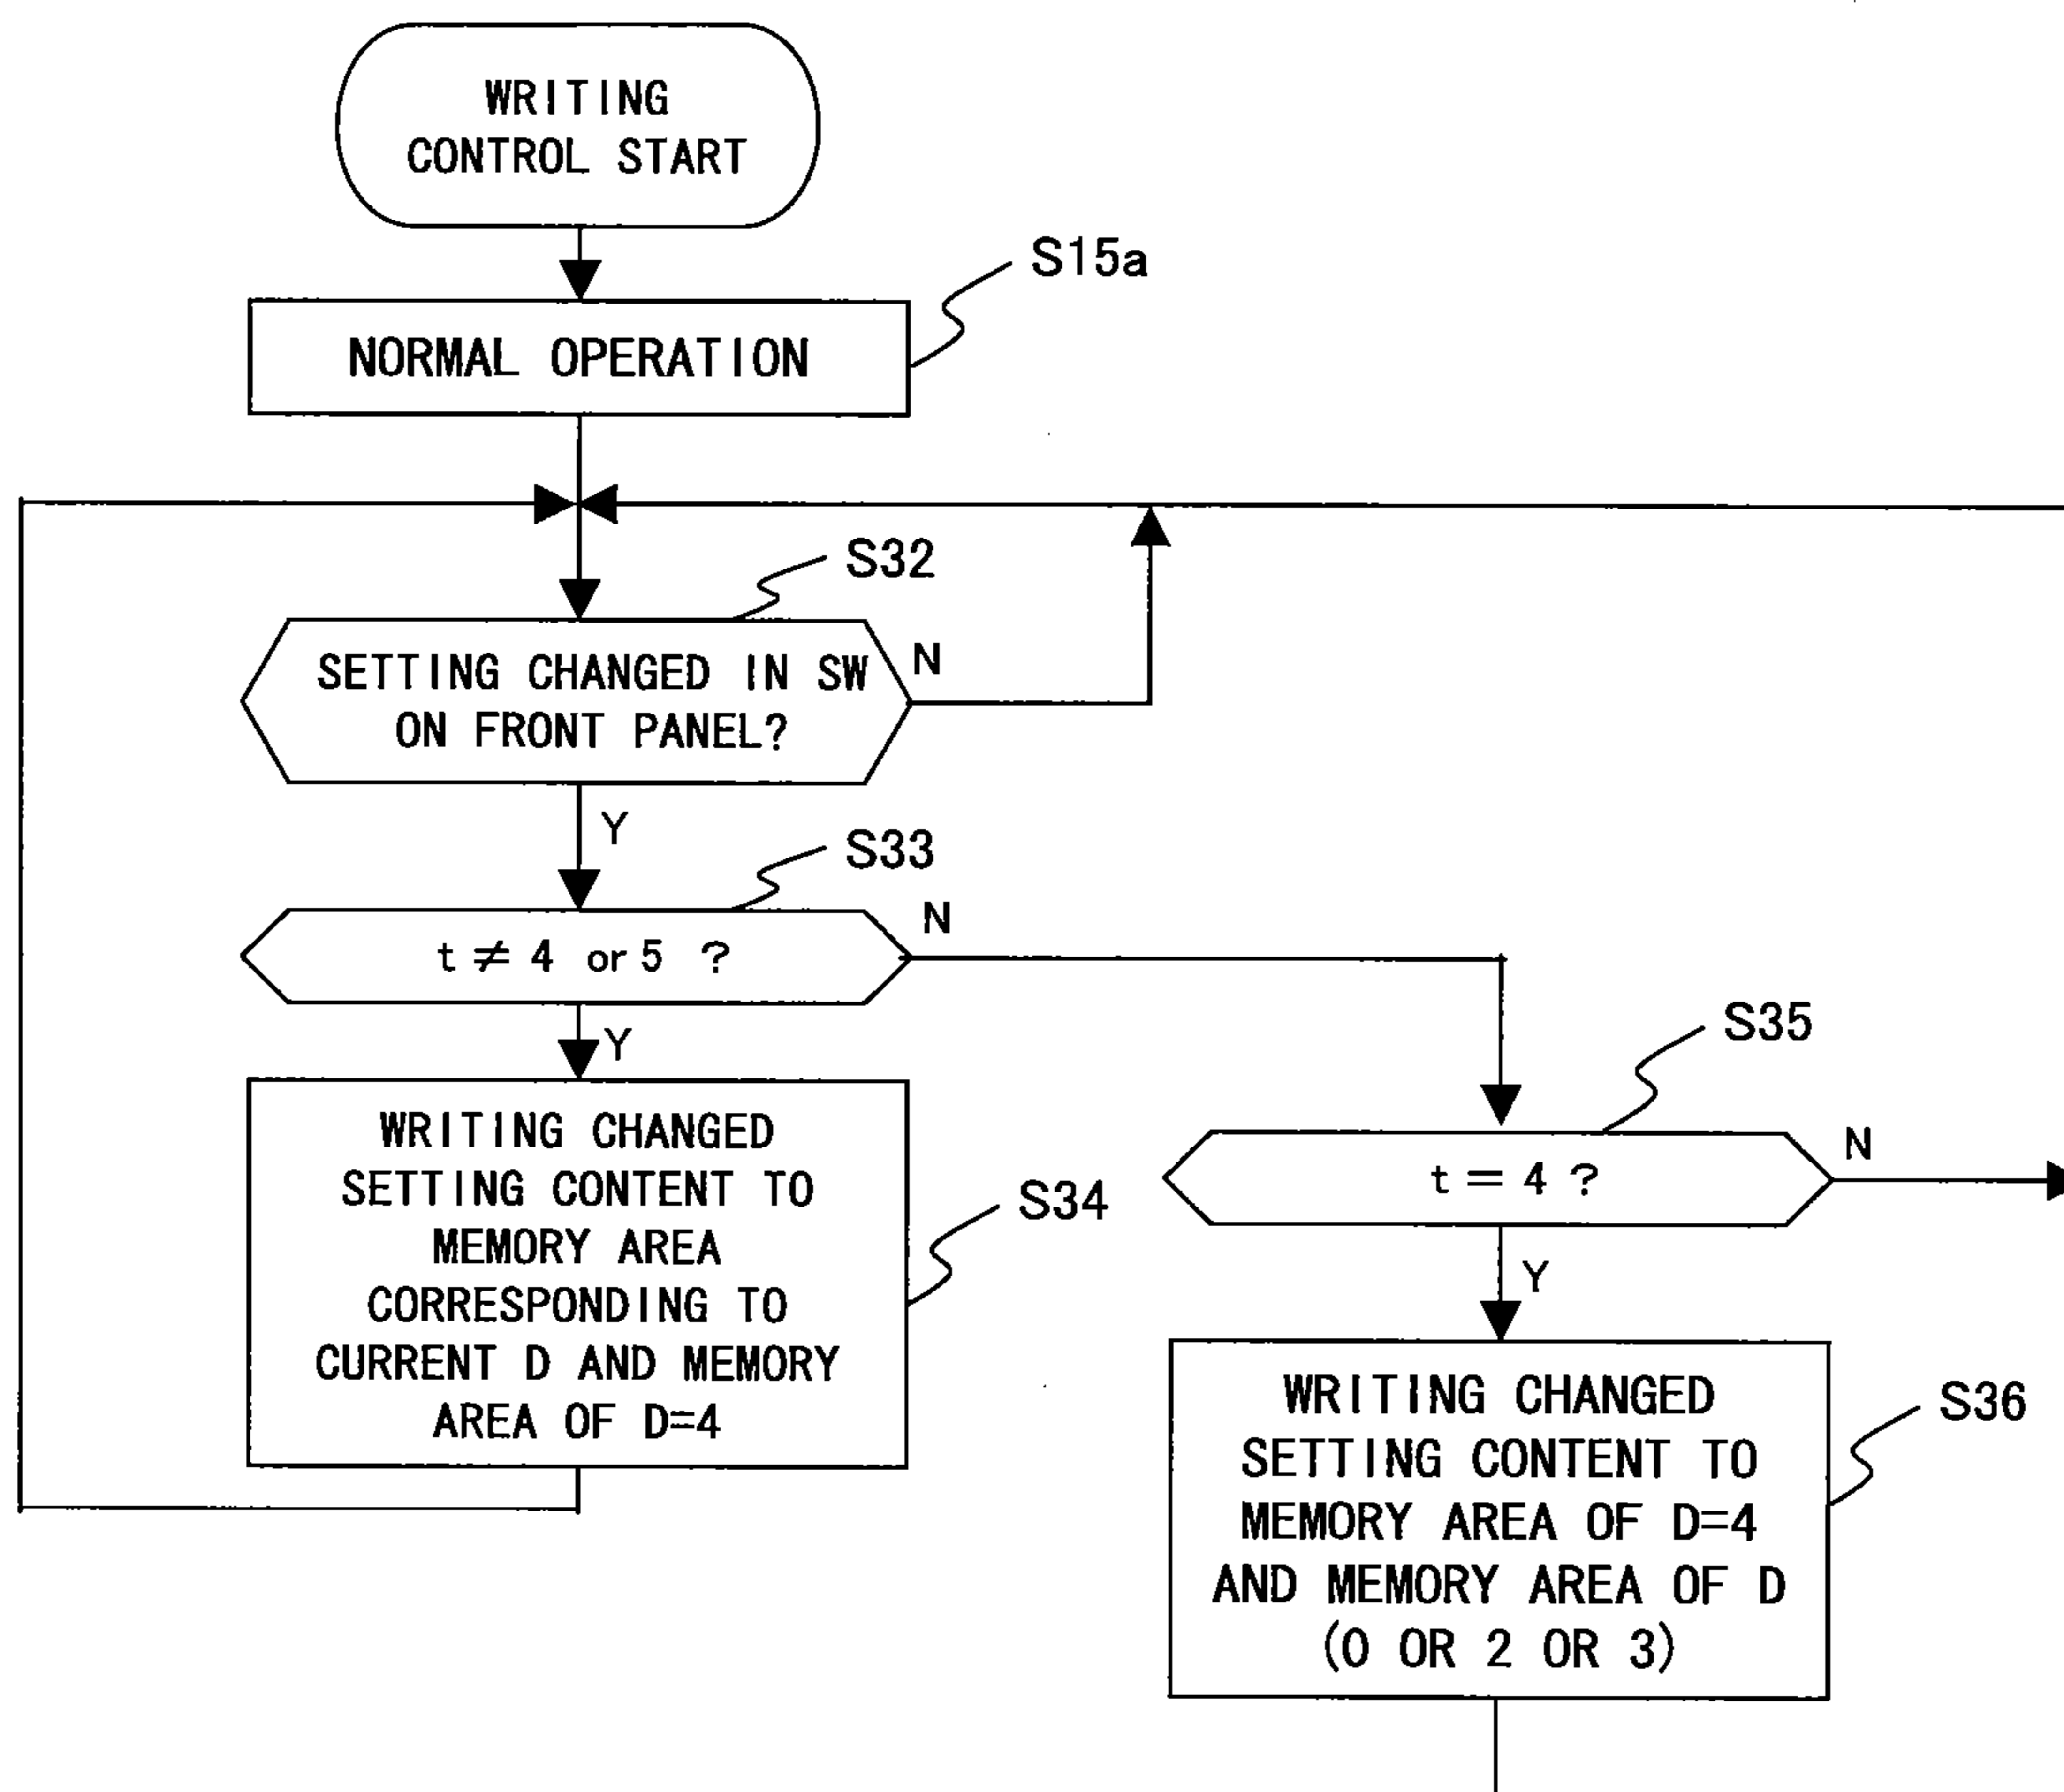 WRITING
CONTROL START
S15a
NORMAL OPERATION
S32
SETTING CHANGED IN SW
ON FRONT PANEL?
N
Y
S33
t ≠ 4 or 5 ?
N
Y
S34
WRITING CHANGED
SETTING CONTENT TO
MEMORY AREA
CORRESPONDING TO
CURRENT D AND MEMORY
AREA OF D=4
S35
t = 4 ?
N
Y
S36
WRITING CHANGED
SETTING CONTENT TO
MEMORY AREA OF D=4
AND MEMORY AREA OF D
(0 OR 2 OR 3)